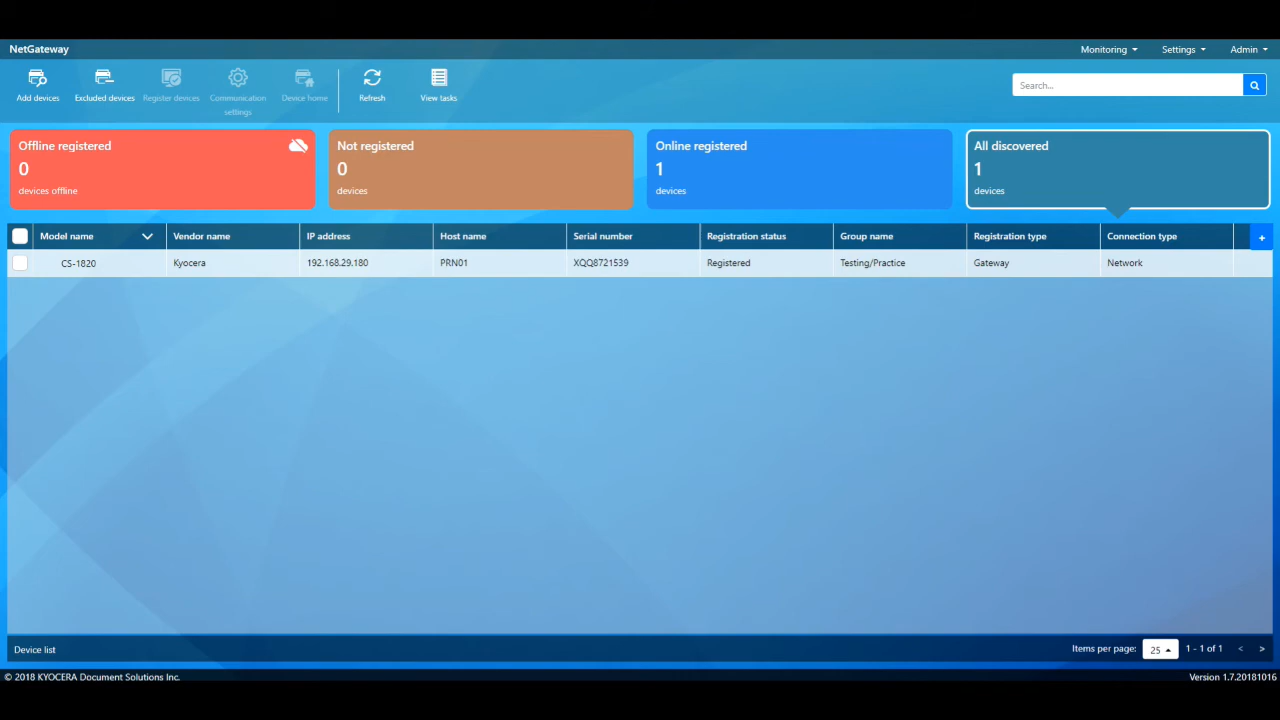 NetGateway
Monitoring Settings Admin
Add devices Excluded devices Register devices Communication settings Device home Refresh View tasks
Search...
Offline registered
0
devices offline
Not registered
0
devices
Online registered
1
devices
All discovered
1
devices
Model name Vendor name IP address Host name Serial number Registration status Group name Registration type Connection type +
CS-1820 Kyocera 192.168.29.180 PRN01 XQQ8721539 Registered Testing/Practice Gateway Network
Device list Items per page: 25 1 - 1 of 1 < >
© 2018 KYOCERA Document Solutions Inc. Version 1.7.20181016